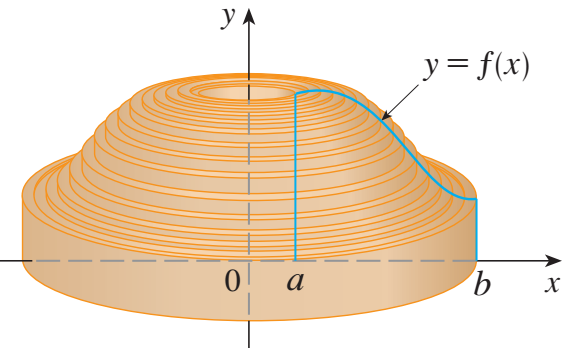 y
y = f(x)
0 a b x